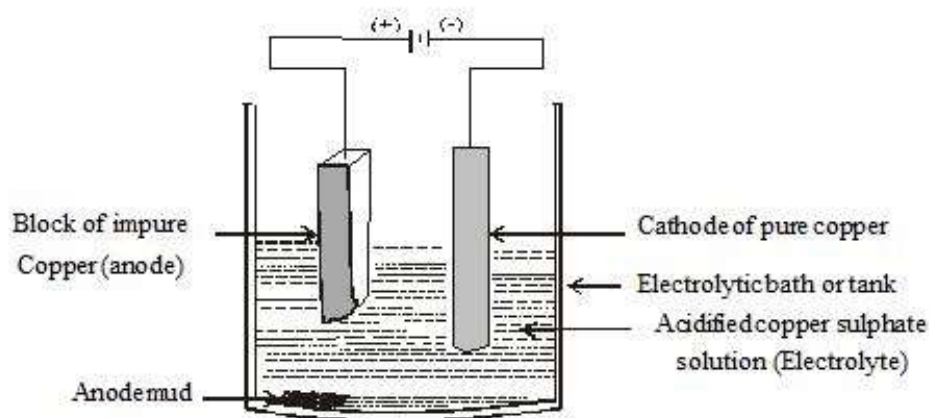 (+) (-)
Block of impure
Copper (anode)
Cathode of pure copper
Electrolytic bath or tank
Acidified copper sulphate
solution (Electrolyte)
Anode mud